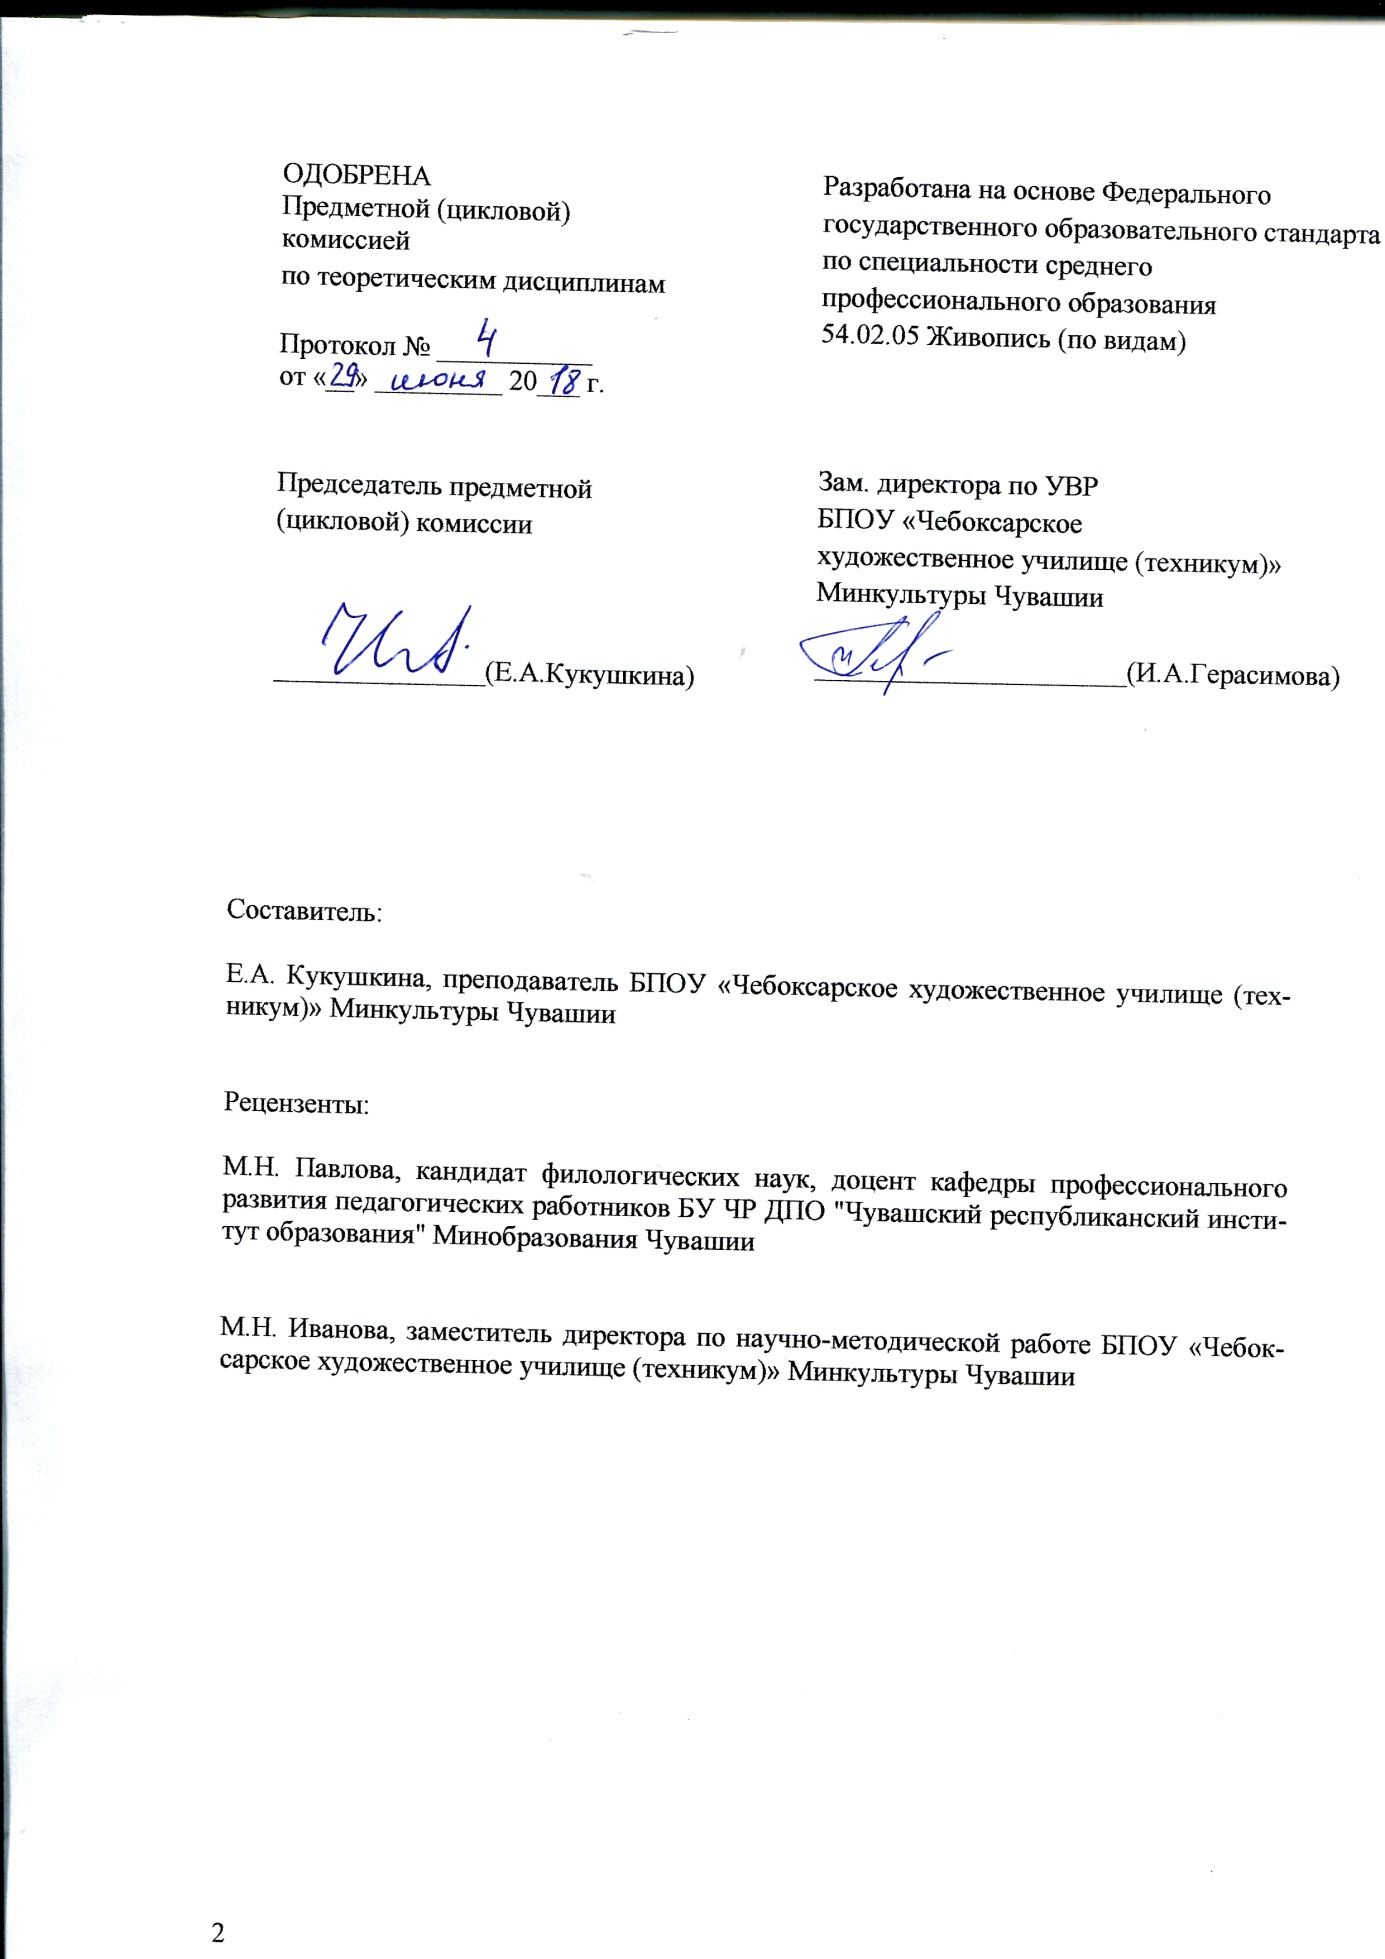 ОДОБРЕНА
Предметной (цикловой)
комиссией
по теоретическим дисциплинам
Протокол № 4
от «29» июня 2018 г.
Разработана на основе Федерального
государственного образовательного стандарта
по специальности среднего
профессионального образования
54.02.05 Живопись (по видам)
Председатель предметной
(цикловой) комиссии
(Е.А.Кукушкина)
Зам. директора по УВР
БПОУ «Чебоксарское
художественное училище (техникум)»
Минкультуры Чувашии
(И.А.Герасимова)
Составитель:
Е.А. Кукушкина, преподаватель БПОУ «Чебоксарское художественное училище (тех-
никум)» Минкультуры Чувашии
Рецензенты:
М.Н. Павлова, кандидат филологических наук, доцент кафедры профессионального
развития педагогических работников БУ ЧР ДПО "Чувашский республиканский инсти-
тут образования" Минобразования Чувашии
М.Н. Иванова, заместитель директора по научно-методической работе БПОУ «Чебок-
сарское художественное училище (техникум)» Минкультуры Чувашии
2